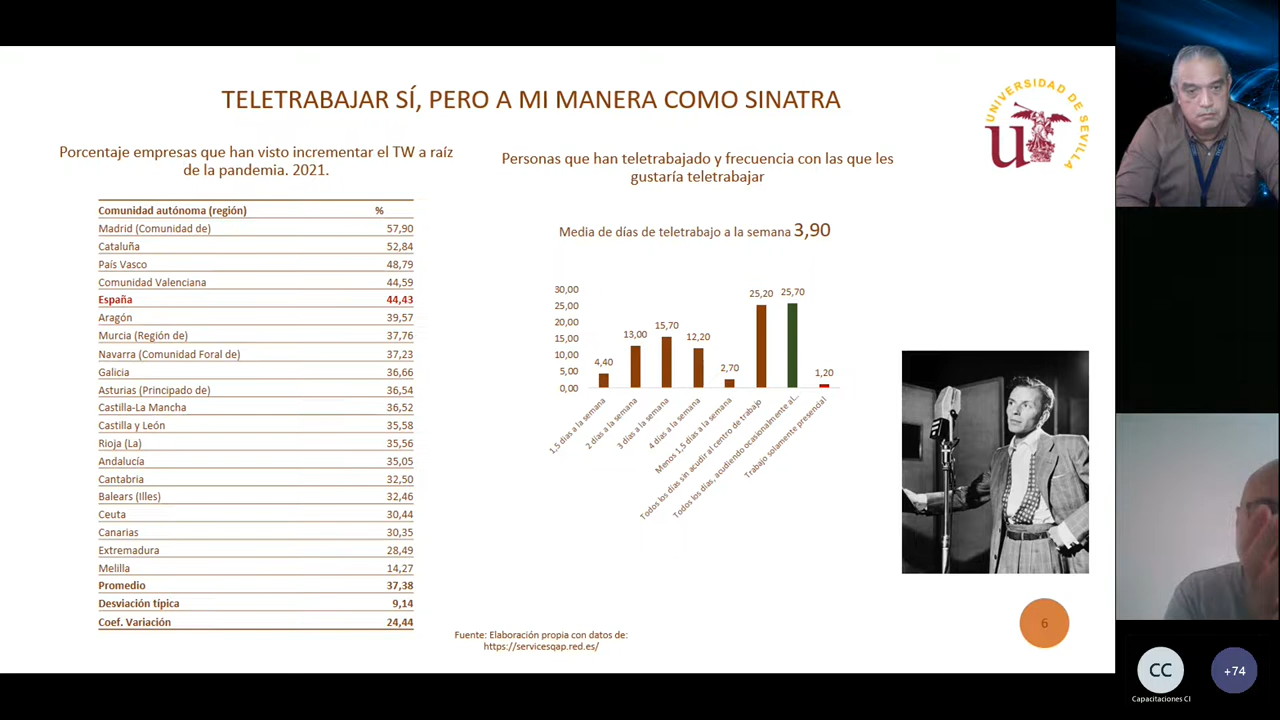 TELETRABAJAR SÍ, PERO A MI MANERA COMO SINATRA
UNIVERSIDAD DE SEVILLA
Porcentaje empresas que han visto incrementar el TW a raíz
de la pandemia. 2021.
Comunidad autónoma (región) %
Madrid (Comunidad de) 57,90
Cataluña 52,84
País Vasco 48,79
Comunidad Valenciana 44,59
España 44,43
Aragón 39,57
Murcia (Región de) 37,76
Navarra (Comunidad Foral de) 37,23
Galicia 36,66
Asturias (Principado de) 36,54
Castilla-La Mancha 36,52
Castilla y León 35,58
Rioja (La) 35,56
Andalucía 35,05
Cantabria 32,50
Balears (Illes) 32,46
Ceuta 30,44
Canarias 30,35
Extremadura 28,49
Melilla 14,27
Promedio 37,38
Desviación típica 9,14
Coef. Variación 24,44
Personas que han teletrabajado y frecuencia con las que les
gustaría teletrabajar
Media de días de teletrabajo a la semana 3,90
30,00
25,00
20,00
15,00
10,00
5,00
0,00
4,40
13,00
15,70
12,20
2,70
25,20
25,70
1,20
1,5 días a la semana
2 días a la semana
3 días a la semana
4 días a la semana
Menos 1,5 días a la semana
Todos los días sin acudir al centro de trabajo
Todos los días, acudiendo ocasionalmente al...
Trabajo solamente presencial
Fuente: Elaboración propia con datos de:
https://servicesqap.red.es/
6
CC
Capacitaciones CI
+74